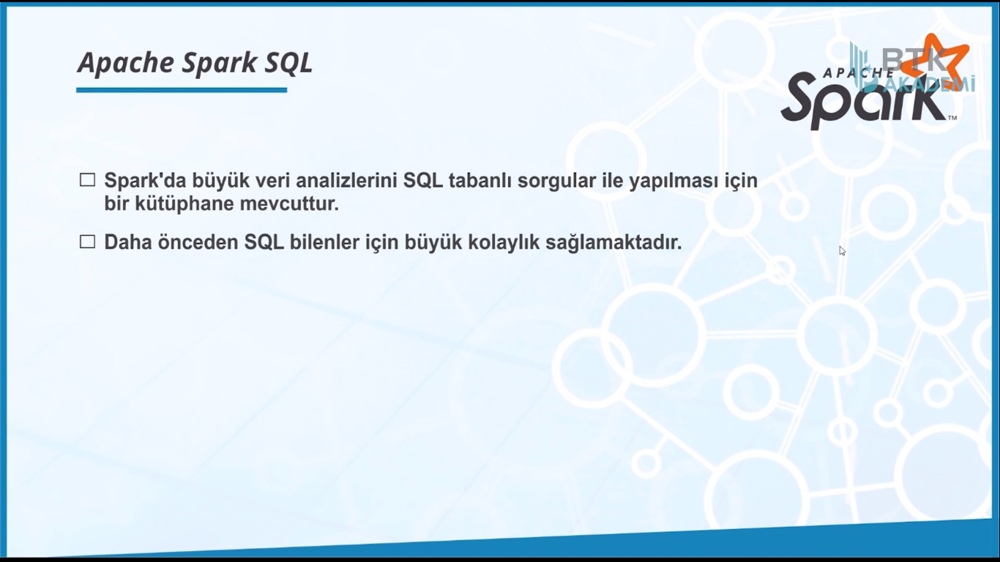 Apache Spark SQL
APACHE
Spark™
BTK
AKADEMİ
☐ Spark'da büyük veri analizlerini SQL tabanlı sorgular ile yapılması için
bir kütüphane mevcuttur.
☐ Daha önceden SQL bilenler için büyük kolaylık sağlamaktadır.